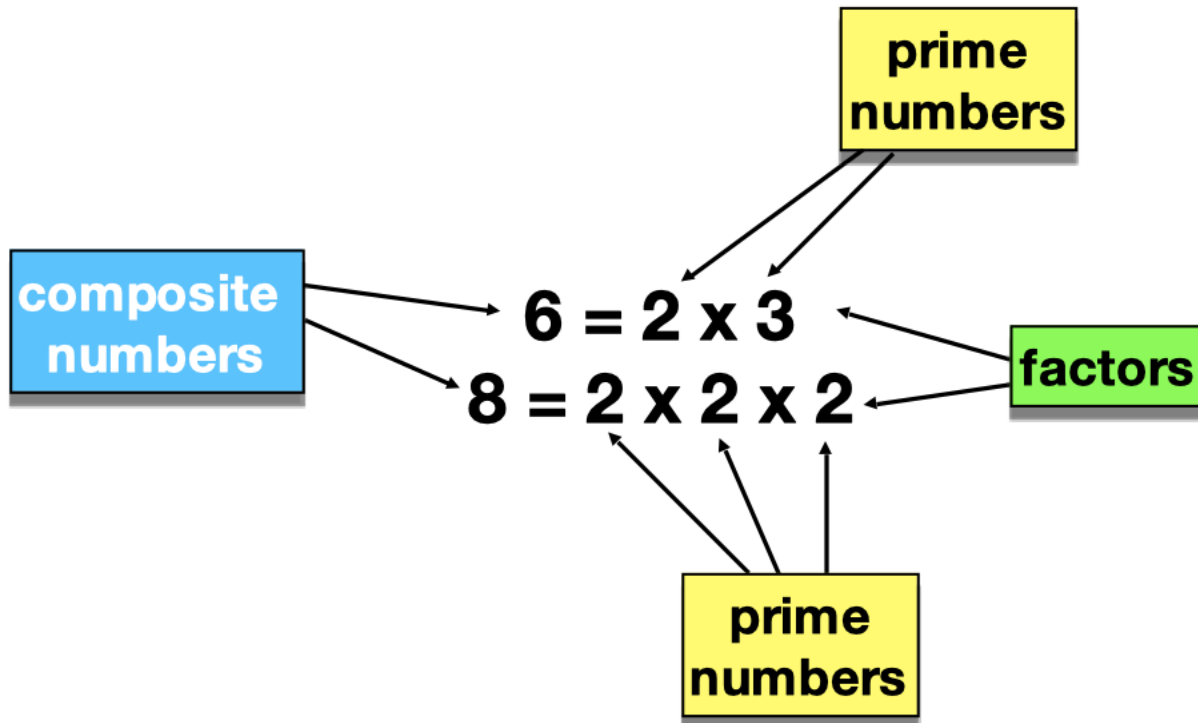 prime
numbers
composite
numbers
6 = 2 x 3
8 = 2 x 2 x 2
factors
prime
numbers